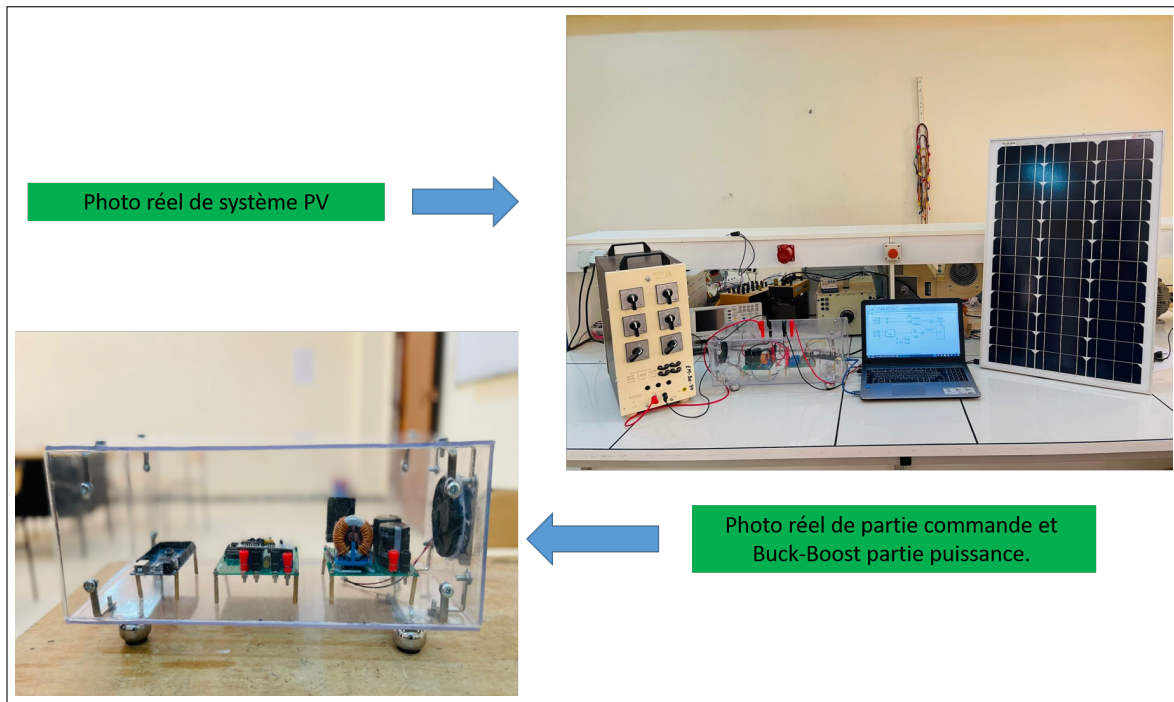 Photo réel de système PV
Photo réel de partie commande et
Buck-Boost partie puissance.